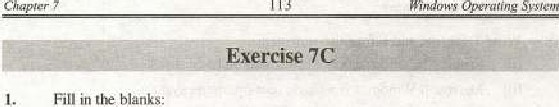 Chapter 7 113 Windows Operating System
Exercise 7C
1. Fill in the blanks: